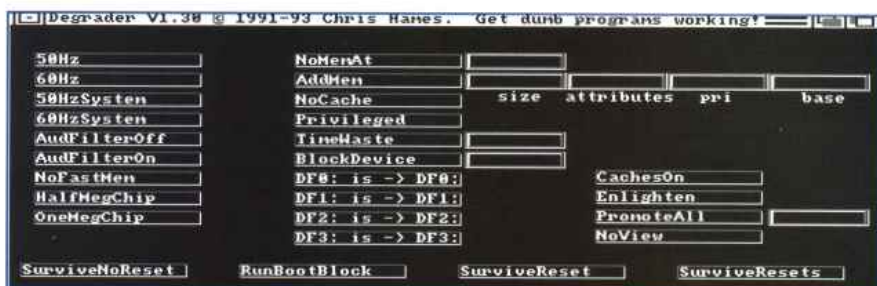 Degrader V1.30 © 1991-93 Chris Hames. Get dumb programs working!
50Hz
60Hz
50HzSystem
60HzSystem
AudFilterOff
AudFilterOn
NoFastMem
HalfMegChip
OneMegChip
NoMemAt
AddMem
size attributes pri base
NoCache
Privileged
TimeWaste
BlockDevice
DF0: is -> DF0:
DF1: is -> DF1:
DF2: is -> DF2:
DF3: is -> DF3:
CachesOn
Enlighten
PromoteAll
NoView
SurviveNoReset RunBootBlock SurviveReset SurviveResets